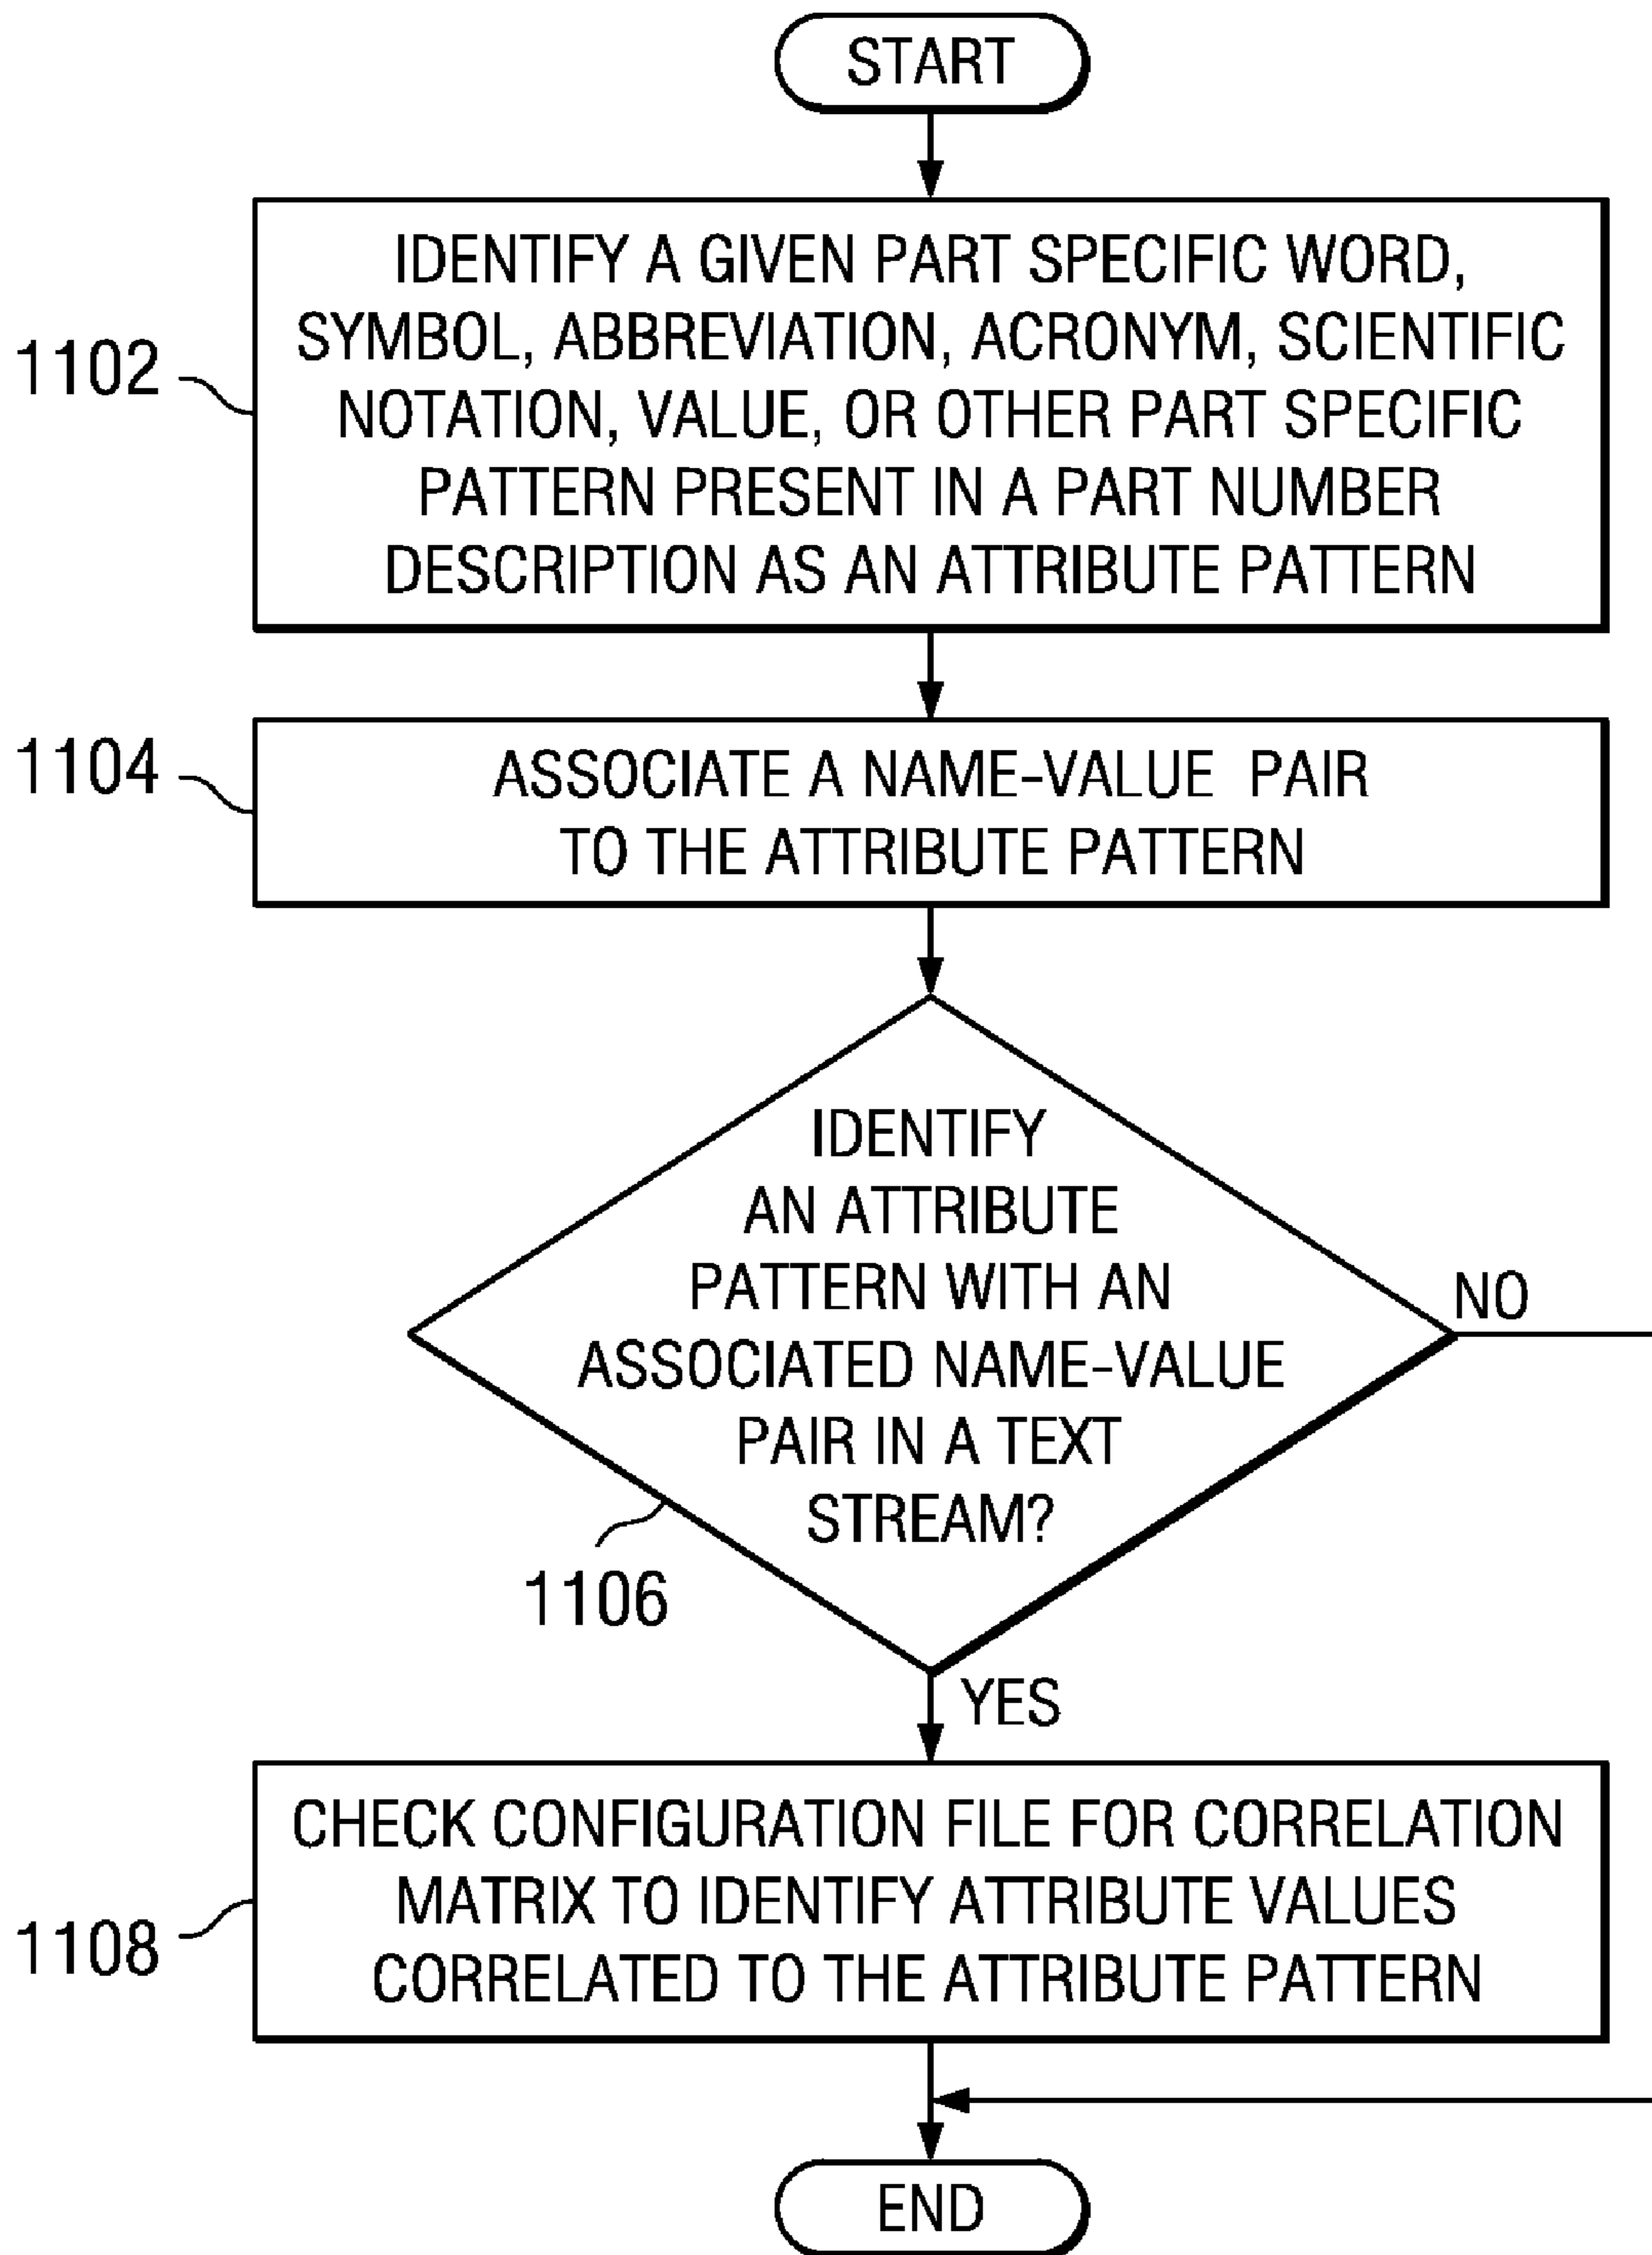 START
IDENTIFY A GIVEN PART SPECIFIC WORD,
SYMBOL, ABBREVIATION, ACRONYM, SCIENTIFIC
NOTATION, VALUE, OR OTHER PART SPECIFIC
PATTERN PRESENT IN A PART NUMBER
DESCRIPTION AS AN ATTRIBUTE PATTERN
1102
ASSOCIATE A NAME-VALUE PAIR
TO THE ATTRIBUTE PATTERN
1104
IDENTIFY
AN ATTRIBUTE
PATTERN WITH AN
ASSOCIATED NAME-VALUE
PAIR IN A TEXT
STREAM?
NO
1106
YES
CHECK CONFIGURATION FILE FOR CORRELATION
MATRIX TO IDENTIFY ATTRIBUTE VALUES
CORRELATED TO THE ATTRIBUTE PATTERN
1108
END